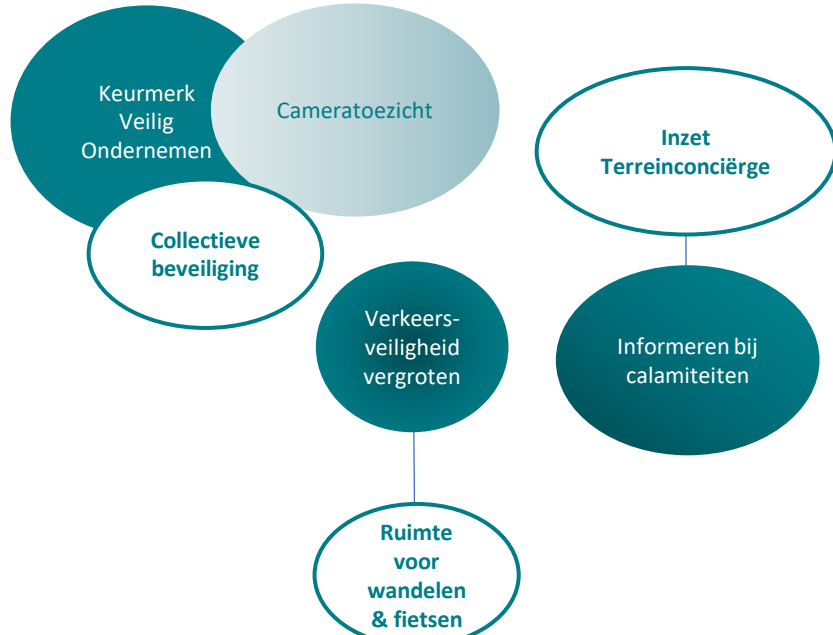 Keurmerk
Veilig
Ondernemen
Cameratoezicht
Collectieve
beveiliging
Inzet
Terreinconciërge
Verkeers-
veiligheid
vergroten
Informeren bij
calamiteiten
Ruimte
voor
wandelen
& fietsen